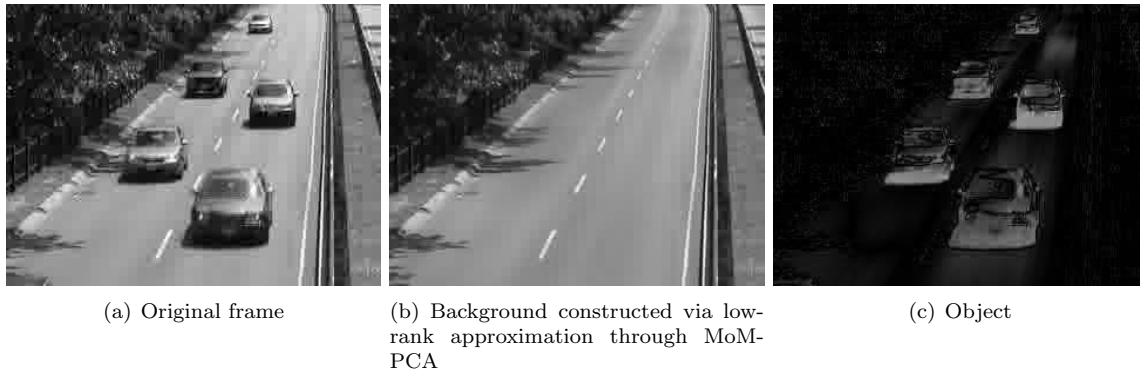 (a) Original frame
(b) Background constructed via low-
rank approximation through MoM-
PCA
(c) Object